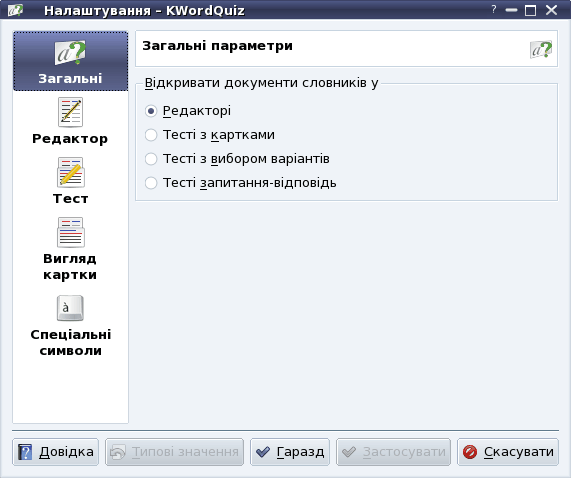 Налаштування – KWordQuiz
Загальні
Редактор
Тест
Вигляд
картки
Спеціальні
символи
Загальні параметри
Відкривати документи словників у
Редакторі
Тесті з картками
Тесті з вибором варіантів
Тесті запитання-відповідь
Довідка
Типові значення
Гаразд
Застосувати
Скасувати